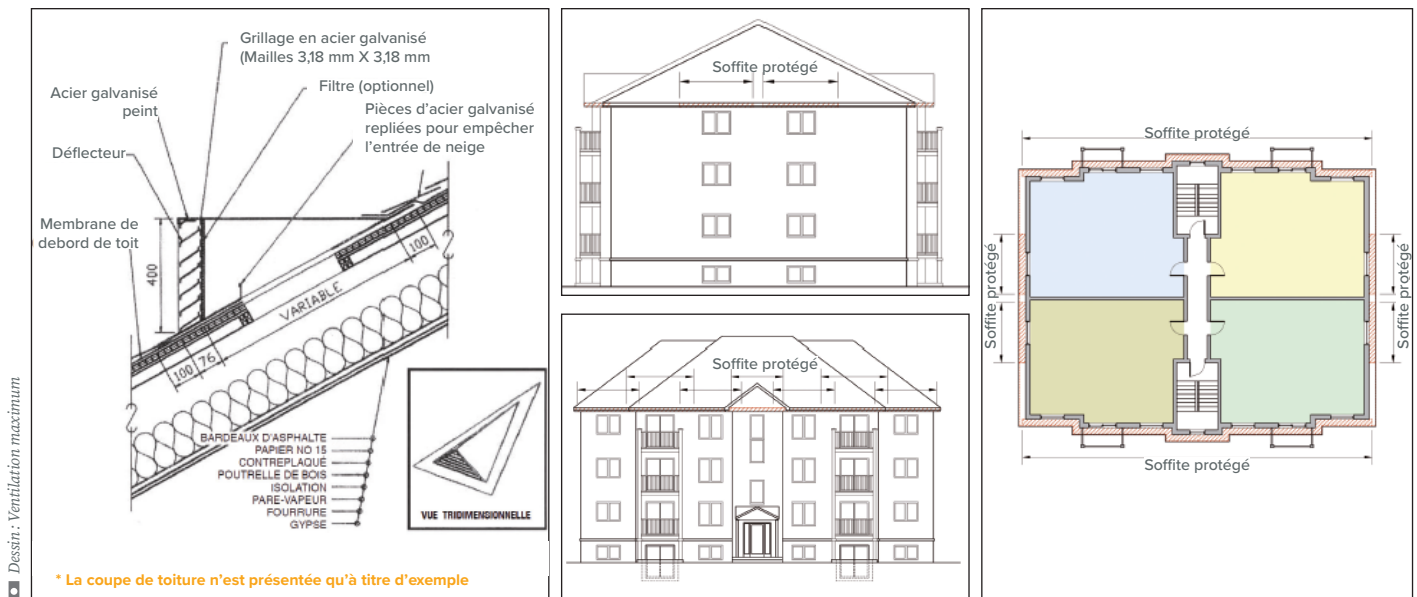 Grillage en acier galvanisé
(Mailles 3,18 mm X 3,18 mm
Filtre (optionnel)
Acier galvanisé
peint
Pièces d'acier galvanisé
repliées pour empêcher
l'entrée de neige
Déflecteur
Membrane de
debord de toit
400
100
VARIABLE
76
100
BARDEAUX D'ASPHALTE
PAPIER NO 15
CONTREPLAQUÉ
POUTRELLE DE BOIS
ISOLATION
PARE-VAPEUR
FOURRURE
GYPSE
VUE TRIDIMENSIONNELLE
* La coupe de toiture n'est présentée qu'à titre d'exemple
Dessin : Ventilation maximum
Soffite protégé
Soffite protégé
Soffite protégé
Soffite protégé
Soffite protégé
Soffite protégé